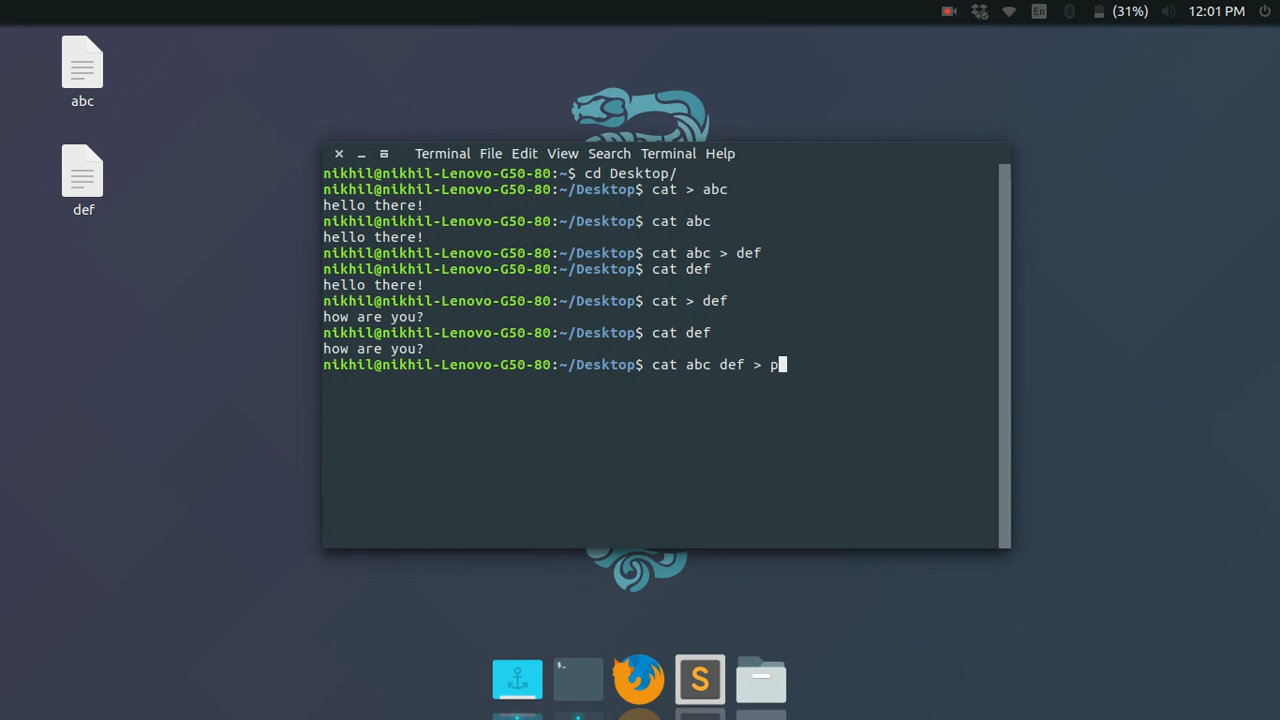 En (31%) 12:01 PM
abc
def
Terminal File Edit View Search Terminal Help
nikhil@nikhil-Lenovo-G50-80:~$ cd Desktop/
nikhil@nikhil-Lenovo-G50-80:~/Desktop$ cat > abc
hello there!
nikhil@nikhil-Lenovo-G50-80:~/Desktop$ cat abc
hello there!
nikhil@nikhil-Lenovo-G50-80:~/Desktop$ cat abc > def
nikhil@nikhil-Lenovo-G50-80:~/Desktop$ cat def
hello there!
nikhil@nikhil-Lenovo-G50-80:~/Desktop$ cat > def
how are you?
nikhil@nikhil-Lenovo-G50-80:~/Desktop$ cat def
how are you?
nikhil@nikhil-Lenovo-G50-80:~/Desktop$ cat abc def > p
$_
S